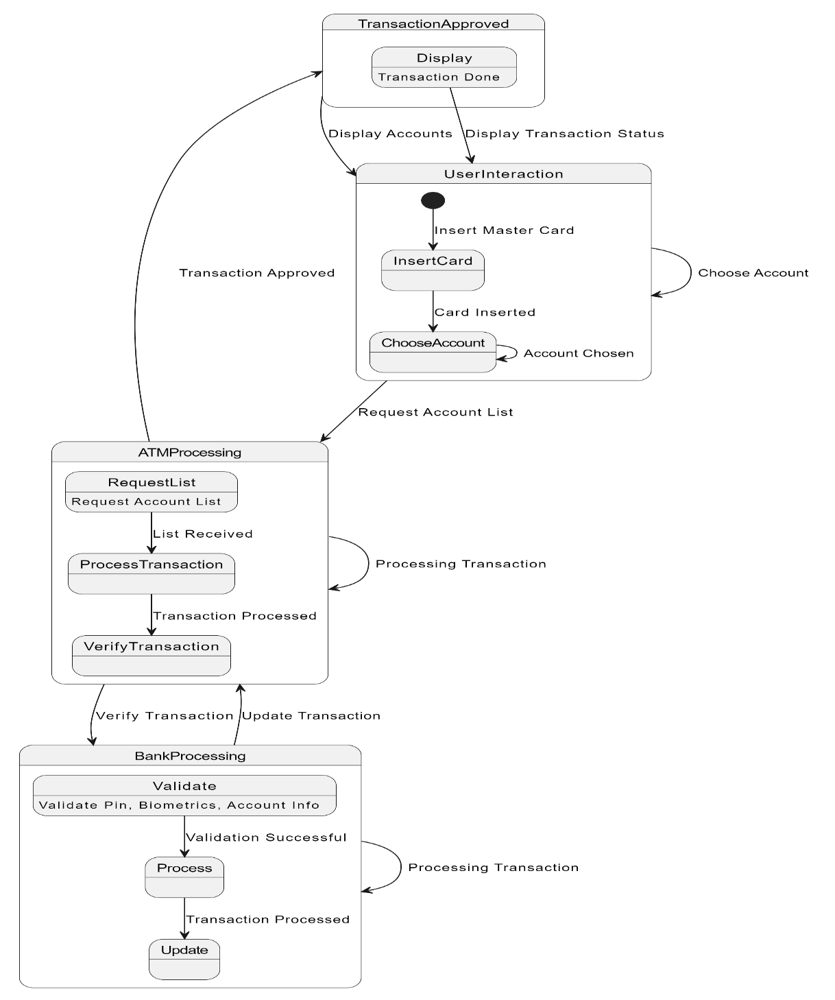 TransactionApproved
Display
Transaction Done
Display Accounts
Display Transaction Status
UserInteraction
Insert Master Card
InsertCard
Transaction Approved
Choose Account
Card Inserted
ChooseAccount
Account Chosen
Request Account List
ATMProcessing
RequestList
Request Account List
List Received
ProcessTransaction
Processing Transaction
Transaction Processed
VerifyTransaction
Verify Transaction
Update Transaction
BankProcessing
Validate
Validate Pin, Biometrics, Account Info
Validation Successful
Process
Processing Transaction
Transaction Processed
Update